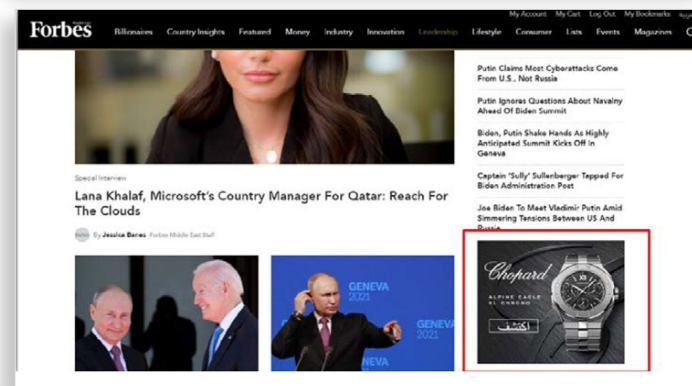 My Account My Cart Log Out My Bookmarks
Forbes
Billionaires Country Insights Featured Money Industry Innovation Leadership Lifestyle Consumer Lists Events Magazines
Putin Claims Most Cyberattacks Come
From U.S., Not Russia
Putin Ignores Questions About Navalny
Ahead Of Biden Summit
Biden, Putin Shake Hands As Highly
Anticipated Summit Kicks Off In
Geneva
Captain 'Sully' Sullenberger Tapped For
Biden Administration Post
Joe Biden To Meet Vladimir Putin Amid
Simmering Tensions Between US And
Russia
Special Interview
Lana Khalaf, Microsoft's Country Manager For Qatar: Reach For
The Clouds
By Jessica Banes Forbes Middle East Staff
GENEVA
2021
GENEV
NEVA
Chopard
ALPINE EAGLE
XL CHRONO
اكتشف